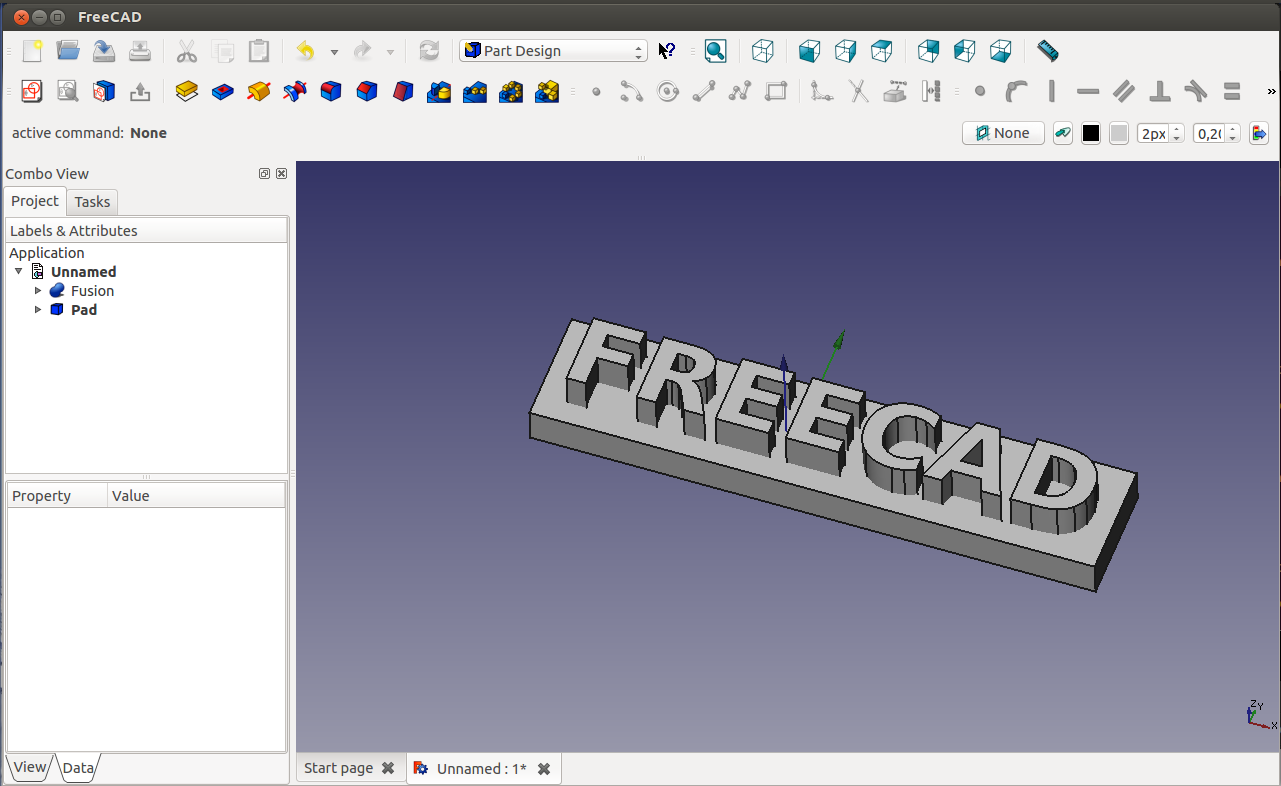 FreeCAD
Part Design
»
active command: None
None
2px
0,2(
Combo View
Project
Tasks
Labels & Attributes
Application
Unnamed
Fusion
Pad
Property
Value
View
Data
FREECAD
Z
Y
X
Start page
Unnamed : 1*